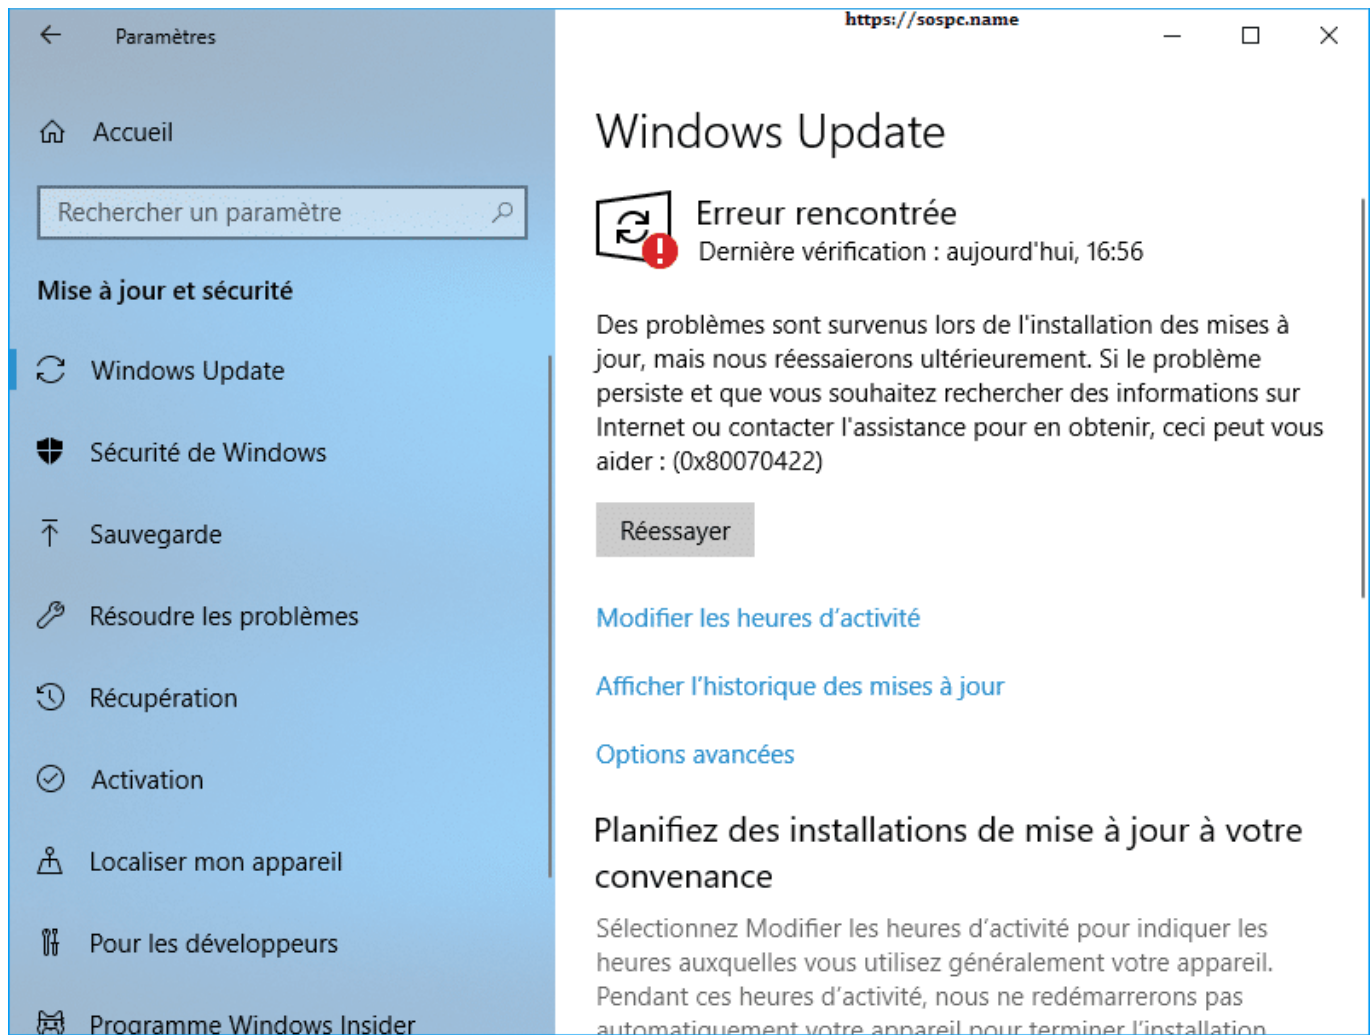 https://sospc.name
Paramètres
Accueil
Rechercher un paramètre
Mise à jour et sécurité
Windows Update
Sécurité de Windows
Sauvegarde
Résoudre les problèmes
Récupération
Activation
Localiser mon appareil
Pour les développeurs
Programme Windows Insider
Windows Update
Erreur rencontrée
Dernière vérification : aujourd'hui, 16:56
Des problèmes sont survenus lors de l'installation des mises à
jour, mais nous réessaierons ultérieurement. Si le problème
persiste et que vous souhaitez rechercher des informations sur
Internet ou contacter l'assistance pour en obtenir, ceci peut vous
aider : (0x80070422)
Réessayer
Modifier les heures d’activité
Afficher l’historique des mises à jour
Options avancées
Planifiez des installations de mise à jour à votre
convenance
Sélectionnez Modifier les heures d’activité pour indiquer les
heures auxquelles vous utilisez généralement votre appareil.
Pendant ces heures d’activité, nous ne redémarrerons pas
automatiquement votre appareil pour terminer l’installation